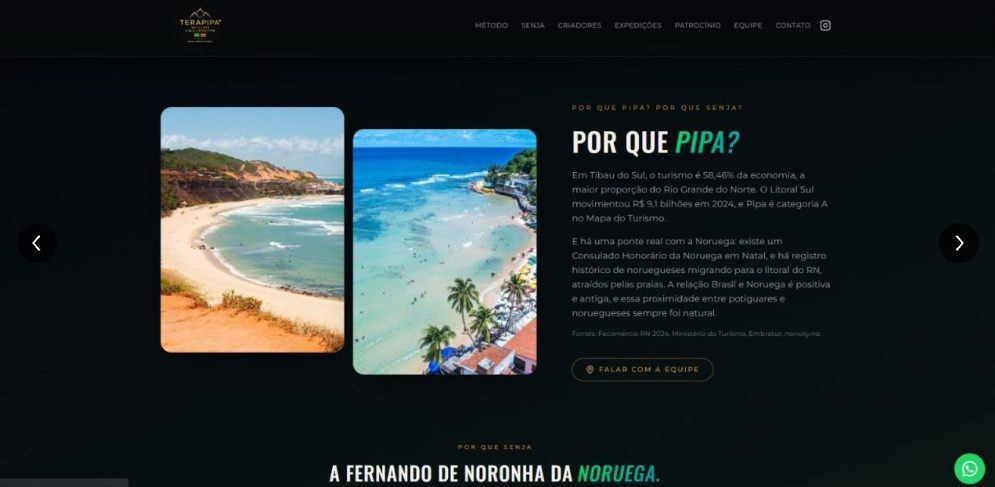 TERAPIPA
MÉTODO SENJA CRIADORES EXPEDIÇÕES PATROCÍNIO EQUIPE CONTATO
POR QUE PIPA? POR QUE SENJA?
POR QUE PIPA?
Em Tibau do Sul, o turismo é 58,46% da economia, a
maior proporção do Rio Grande do Norte. O Litoral Sul
movimentou R$ 9,1 bilhões em 2024, e Pipa é categoria A
no Mapa do Turismo.
E há uma ponte real com a Noruega: existe um
Consulado Honorário da Noruega em Natal, e há registro
histórico de noruegueses migrando para o litoral do RN,
atraídos pelas praias. A relação Brasil e Noruega é positiva
e antiga, e essa proximidade entre potiguares e
noruegueses sempre foi natural.
Fontes: Fecomércio RN 2024, Ministério do Turismo, Embratur, norway.no.
FALAR COM A EQUIPE
POR QUE SENJA
A FERNANDO DE NORONHA DA NORUEGA.